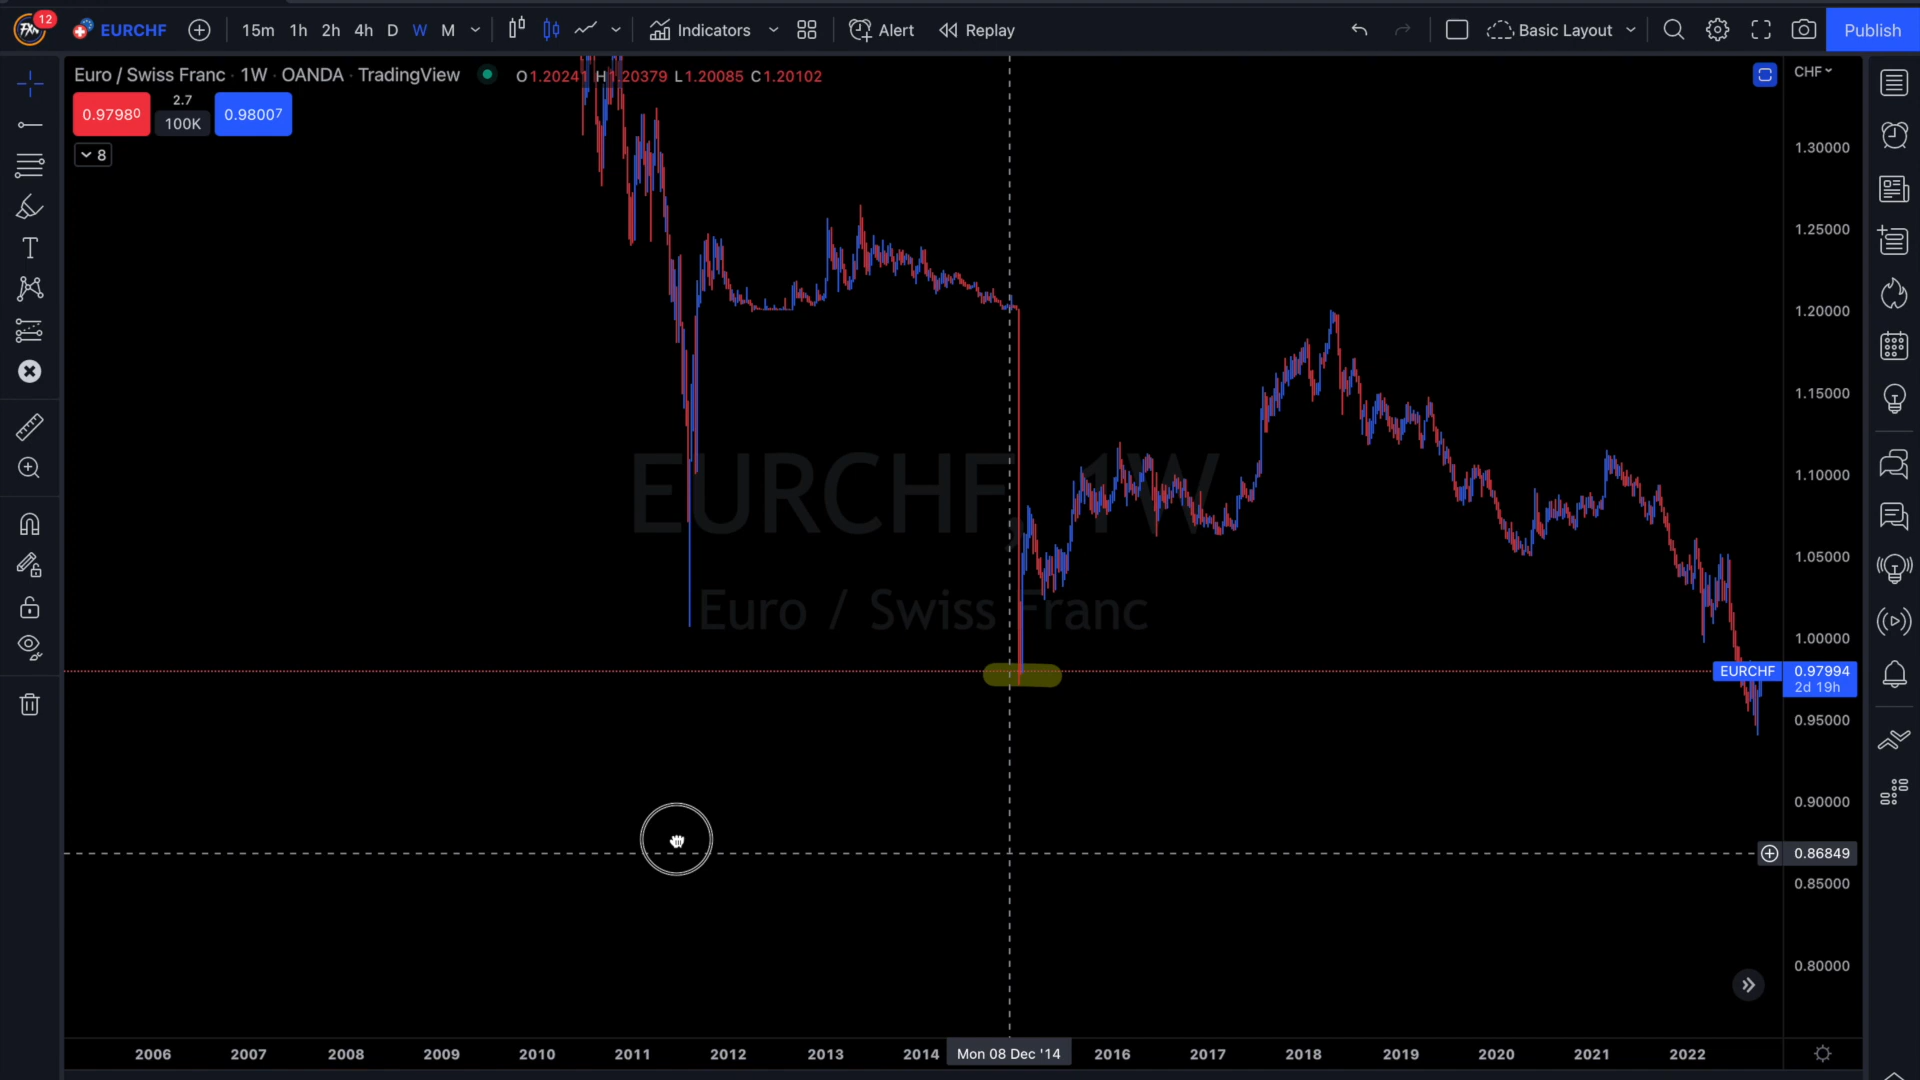 12
EURCHF
15m 1h 2h 4h D W M
Indicators
Alert
Replay
Basic Layout
Publish
Euro / Swiss Franc · 1W · OANDA · TradingView
O1.20241 H1.20379 L1.20085 C1.20102
CHF
0.97980
2.7
100K
0.98007
8
1.30000
1.25000
1.20000
1.15000
1.10000
1.05000
1.00000
EURCHF, 1W
Euro / Swiss Franc
EURCHF
0.97994
2d 19h
0.95000
0.90000
0.86849
0.85000
0.80000
2006 2007 2008 2009 2010 2011 2012 2013 2014 Mon 08 Dec '14 2016 2017 2018 2019 2020 2021 2022